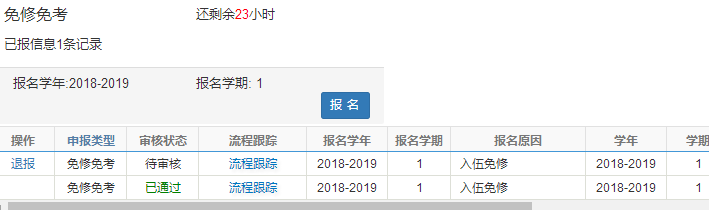 免修免考 还剩余23小时
已报信息1条记录
报名学年:2018-2019 报名学期: 1
报 名
操作 申报类型 审核状态 流程跟踪 报名学年 报名学期 报名原因 学年 学期
退报 免修免考 待审核 流程跟踪 2018-2019 1 入伍免修 2018-2019 1
免修免考 已通过 流程跟踪 2018-2019 1 入伍免修 2018-2019 1